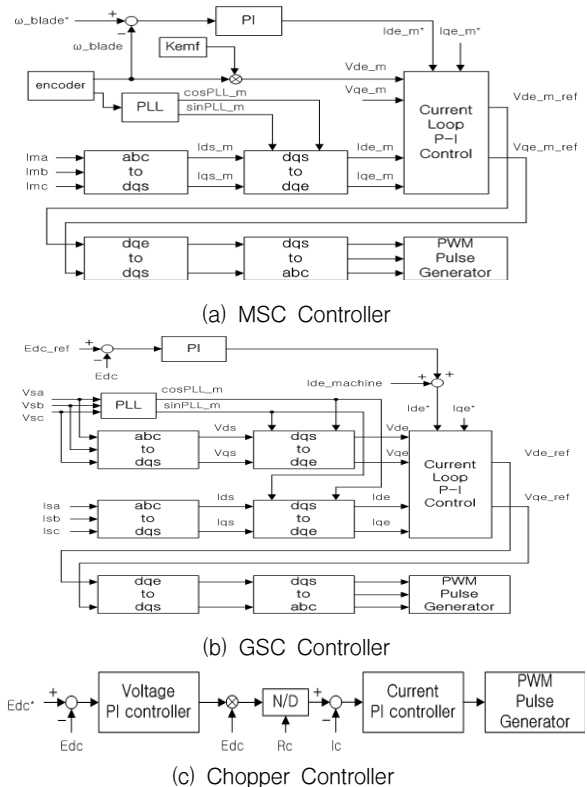 ω_blade*
+
−
PI
Ide_m*
Iqe_m*
ω_blade
Kemf
encoder
Vde_m
Vqe_m
PLL
cosPLL_m
sinPLL_m
Current
Loop
P-I
Control
Vde_m_ref
Vqe_m_ref
Ima
Imb
Imc
abc
to
dqs
Ids_m
Iqs_m
dqs
to
dqe
Ide_m
Iqe_m
dqe
to
dqs
dqs
to
abc
PWM
Pulse
Generator
(a) MSC Controller
Edc_ref
+
−
Edc
PI
Ide_machine
+
+
Ide*
Iqe*
Vsa
Vsb
Vsc
PLL
cosPLL_m
sinPLL_m
abc
to
dqs
Vds
Vqs
dqs
to
dqe
Vde
Vqe
Current
Loop
P-I
Control
Vde_ref
Vqe_ref
Isa
Isb
Isc
abc
to
dqs
Ids
Iqs
dqs
to
dqe
Ide
Iqe
dqe
to
dqs
dqs
to
abc
PWM
Pulse
Generator
(b) GSC Controller
Edc*
+
−
Edc
Voltage
PI controller
Edc
N/D
Rc
+
−
Ic
Current
PI controller
PWM
Pulse
Generator
(c) Chopper Controller